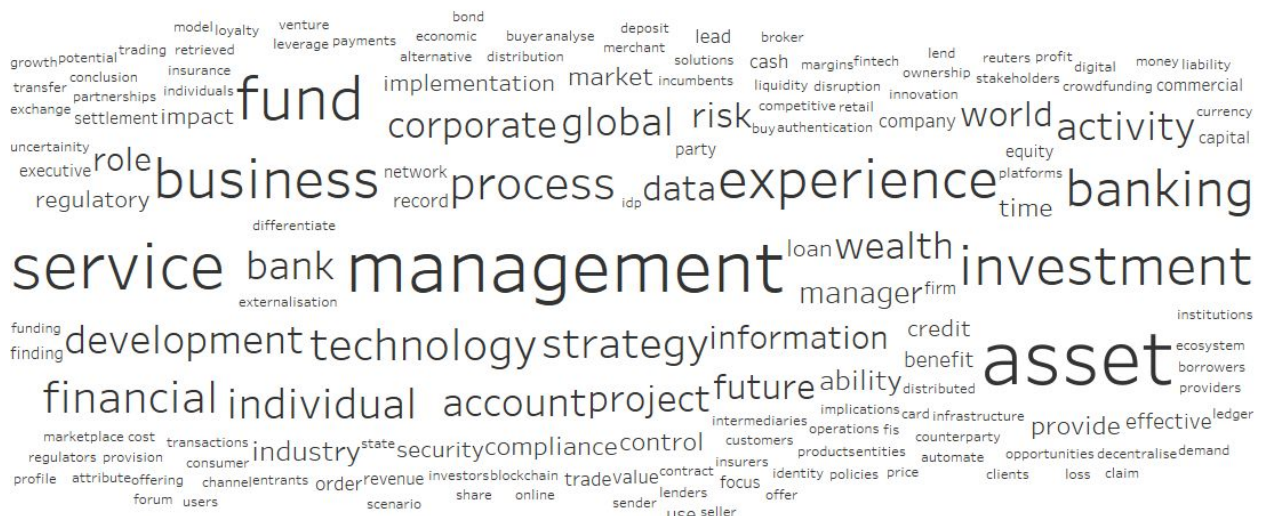 bond
model loyalty venture economic buyer analyse deposit lead broker
growth potential trading retrieved leverage payments alternative distribution merchant solutions cash margins fintech lend reuters profit digital money liability
transfer conclusion insurance implementation market incumbents liquidity disruption ownership stakeholders crowdfunding commercial
exchange partnerships individuals fund competitive retail innovation currency
settlement impact corporate global risk buy authentication company world activity capital
uncertainity executive role party equity
regulatory business network record process idp data experience platforms time banking
differentiate
service bank management loan wealth investment
externalisation manager firm
funding finding development technology strategy information credit institutions
benefit asset ecosystem borrowers providers
financial individual account project future ability distributed
intermediaries implications card infrastructure provide effective ledger
marketplace cost transactions industry state security compliance control customers operations fis counterparty
regulators provision consumer insurers products entities automate opportunities decentralise demand
profile attribute offering channel entrants order revenue investors blockchain trade value contract focus identity policies price clients loss claim
forum users scenario share online sender lenders offer
use seller